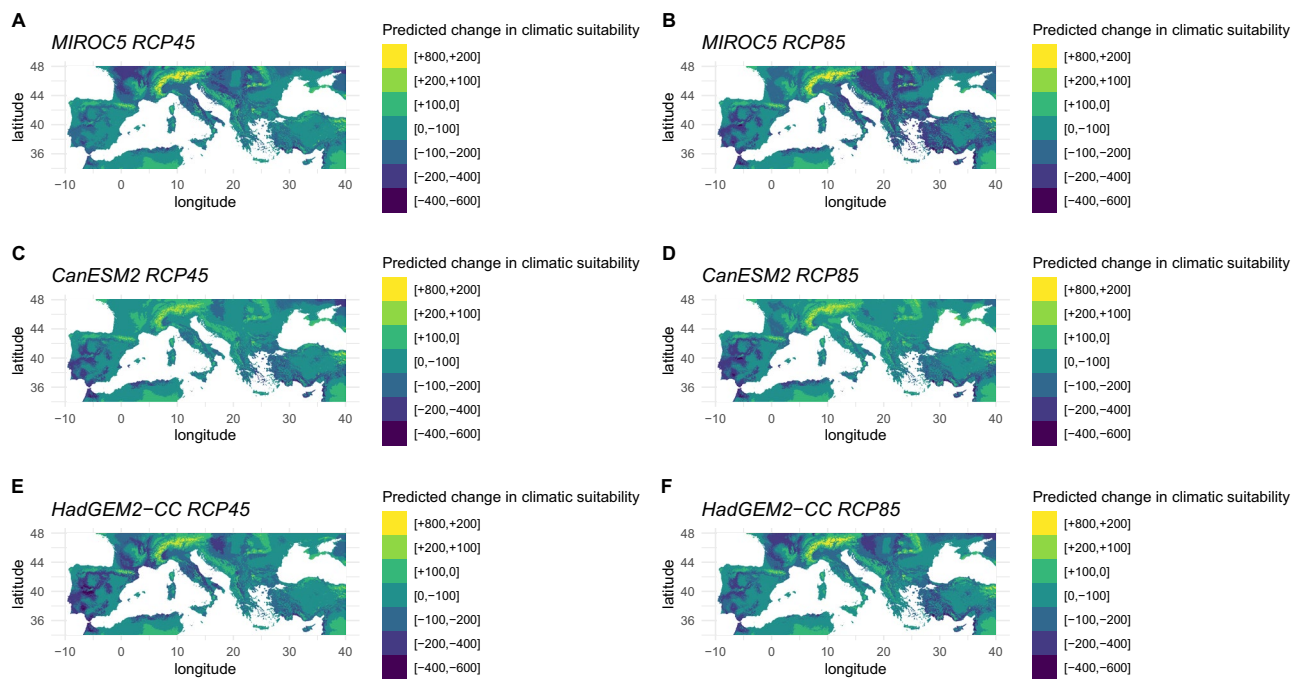 A
MIROC5 RCP45
Predicted change in climatic suitability
[+800,+200]
[+200,+100]
[+100,0]
[0,−100]
[−100,−200]
[−200,−400]
[−400,−600]
latitude
48
44
40
36
−10 0 10 20 30 40
longitude
B
MIROC5 RCP85
Predicted change in climatic suitability
[+800,+200]
[+200,+100]
[+100,0]
[0,−100]
[−100,−200]
[−200,−400]
[−400,−600]
latitude
48
44
40
36
−10 0 10 20 30 40
longitude
C
CanESM2 RCP45
Predicted change in climatic suitability
[+800,+200]
[+200,+100]
[+100,0]
[0,−100]
[−100,−200]
[−200,−400]
[−400,−600]
latitude
48
44
40
36
−10 0 10 20 30 40
longitude
D
CanESM2 RCP85
Predicted change in climatic suitability
[+800,+200]
[+200,+100]
[+100,0]
[0,−100]
[−100,−200]
[−200,−400]
[−400,−600]
latitude
48
44
40
36
−10 0 10 20 30 40
longitude
E
HadGEM2−CC RCP45
Predicted change in climatic suitability
[+800,+200]
[+200,+100]
[+100,0]
[0,−100]
[−100,−200]
[−200,−400]
[−400,−600]
latitude
48
44
40
36
−10 0 10 20 30 40
longitude
F
HadGEM2−CC RCP85
Predicted change in climatic suitability
[+800,+200]
[+200,+100]
[+100,0]
[0,−100]
[−100,−200]
[−200,−400]
[−400,−600]
latitude
48
44
40
36
−10 0 10 20 30 40
longitude